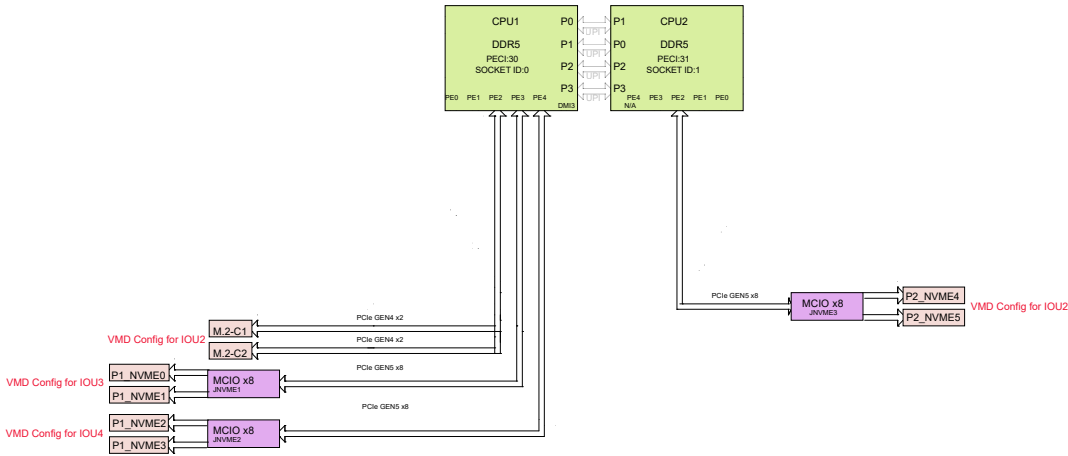 CPU1
DDR5
PECI:30
SOCKET ID:0
P0
P1
P2
P3
PE0 PE1 PE2 PE3 PE4
DMI3
UPI
UPI
UPI
UPI
CPU2
DDR5
PECI:31
SOCKET ID:1
P1
P0
P2
P3
PE4 PE3 PE2 PE1 PE0
N/A
PCIe GEN5 x8
MCIO x8
JNVME3
P2_NVME4
P2_NVME5
VMD Config for IOU2
PCIe GEN4 x2
M.2-C1
VMD Config for IOU2
PCIe GEN4 x2
M.2-C2
PCIe GEN5 x8
P1_NVME0
VMD Config for IOU3
MCIO x8
JNVME1
P1_NVME1
PCIe GEN5 x8
P1_NVME2
VMD Config for IOU4
MCIO x8
JNVME2
P1_NVME3